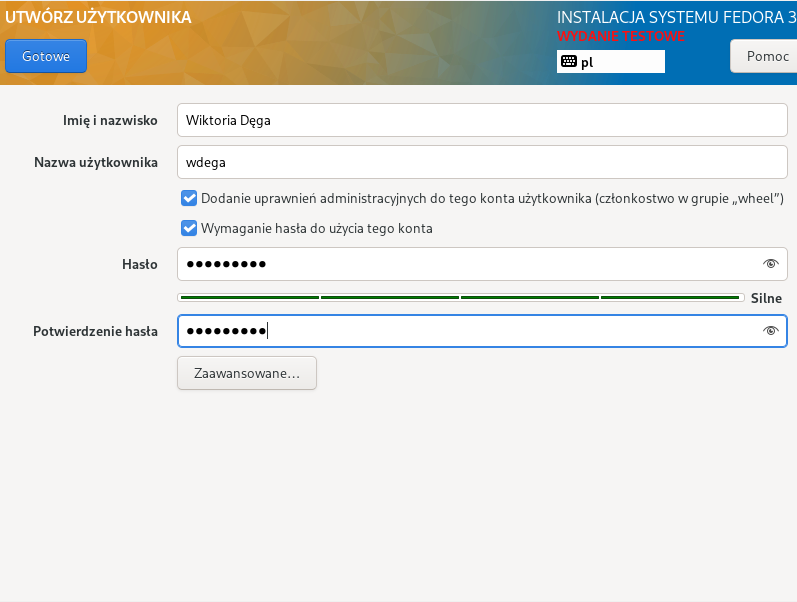 UTWÓRZ UŻYTKOWNIKA
INSTALACJA SYSTEMU FEDORA 3
WYDANIE TESTOWE
Gotowe
pl
Pomoc
Imię i nazwisko
Wiktoria Dęga
Nazwa użytkownika
wdega
Dodanie uprawnień administracyjnych do tego konta użytkownika (członkostwo w grupie „wheel”)
Wymaganie hasła do użycia tego konta
Hasło
●●●●●●●●●
Silne
Potwierdzenie hasła
●●●●●●●●●
Zaawansowane…